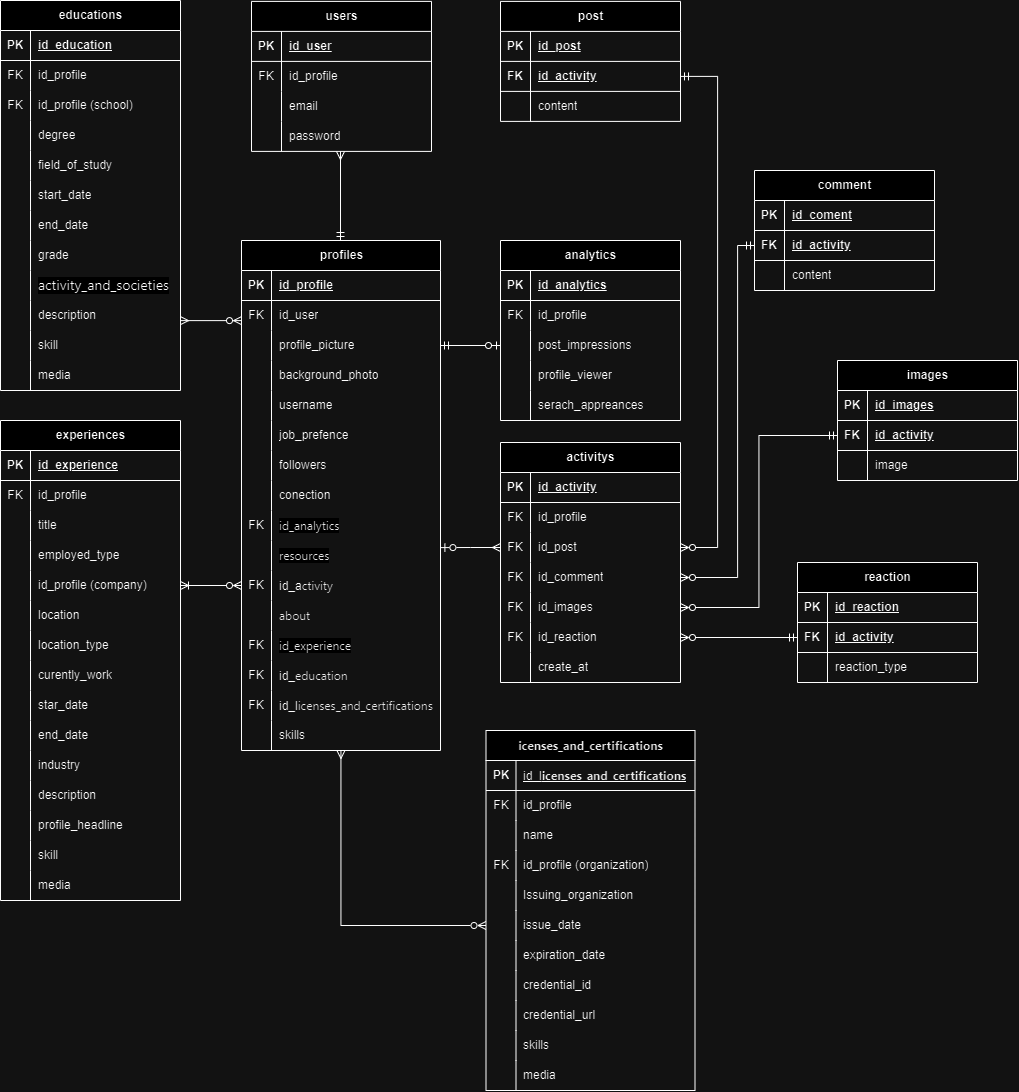 educations
PK id_education
FK id_profile
FK id_profile (school)
degree
field_of_study
start_date
end_date
grade
activity_and_societies
description
skill
media
users
PK id_user
FK id_profile
email
password
post
PK id_post
FK id_activity
content
comment
PK id_coment
FK id_activity
content
profiles
PK id_profile
FK id_user
profile_picture
background_photo
username
job_prefence
followers
conection
FK id_analytics
resources
FK id_activity
about
FK id_experience
FK id_education
FK id_licenses_and_certifications
skills
analytics
PK id_analytics
FK id_profile
post_impressions
profile_viewer
serach_appreances
images
PK id_images
FK id_activity
image
experiences
PK id_experience
FK id_profile
title
employed_type
id_profile (company)
location
location_type
curently_work
star_date
end_date
industry
description
profile_headline
skill
media
activitys
PK id_activity
FK id_profile
FK id_post
FK id_comment
FK id_images
FK id_reaction
create_at
reaction
PK id_reaction
FK id_activity
reaction_type
icenses_and_certifications
PK id_licenses_and_certifications
FK id_profile
name
FK id_profile (organization)
Issuing_organization
issue_date
expiration_date
credential_id
credential_url
skills
media